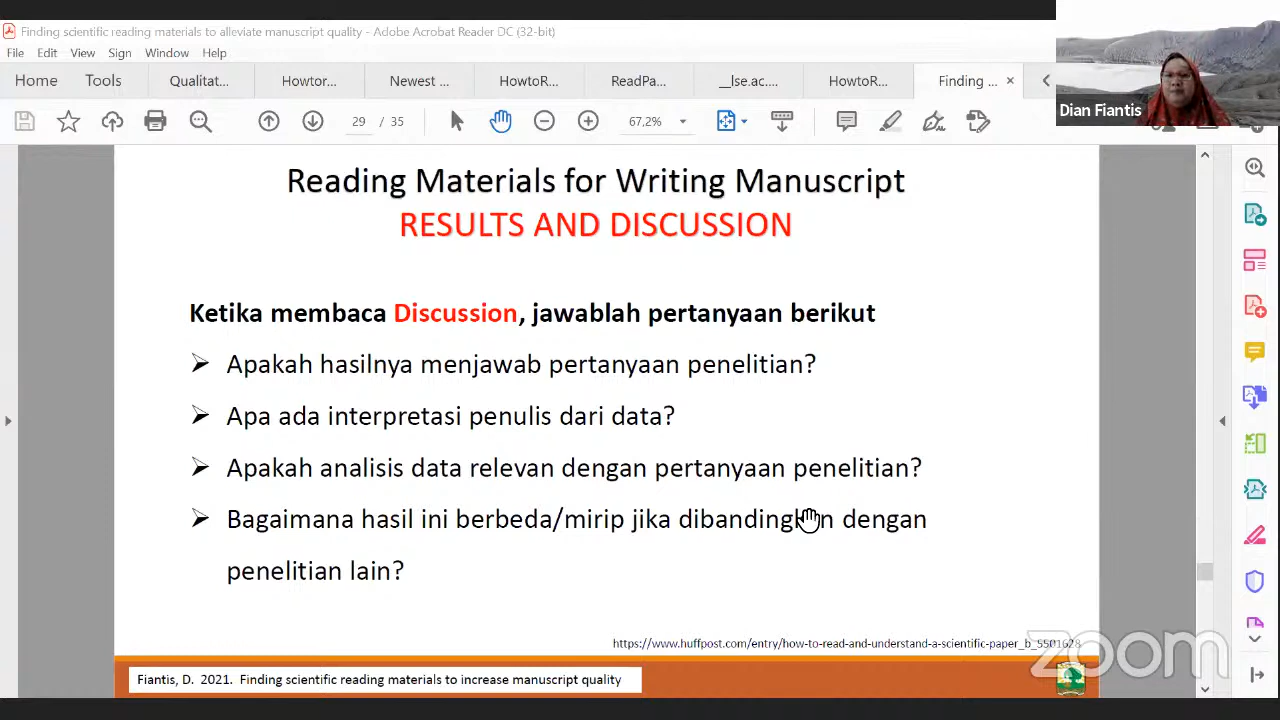 Finding scientific reading materials to alleviate manuscript quality - Adobe Acrobat Reader DC (32-bit)
File Edit View Sign Window Help
Home Tools Qualitat... Howtor... Newest ... HowtoR... ReadPa... __lse.ac.... HowtoR... Finding ... ×
29 / 35 67,2%
Dian Fiantis
Reading Materials for Writing Manuscript
RESULTS AND DISCUSSION
Ketika membaca Discussion, jawablah pertanyaan berikut
Apakah hasilnya menjawab pertanyaan penelitian?
Apa ada interpretasi penulis dari data?
Apakah analisis data relevan dengan pertanyaan penelitian?
Bagaimana hasil ini berbeda/mirip jika dibandingkan dengan
penelitian lain?
https://www.huffpost.com/entry/how-to-read-and-understand-a-scientific-paper_b_5501628
zoom
Fiantis, D. 2021. Finding scientific reading materials to increase manuscript quality